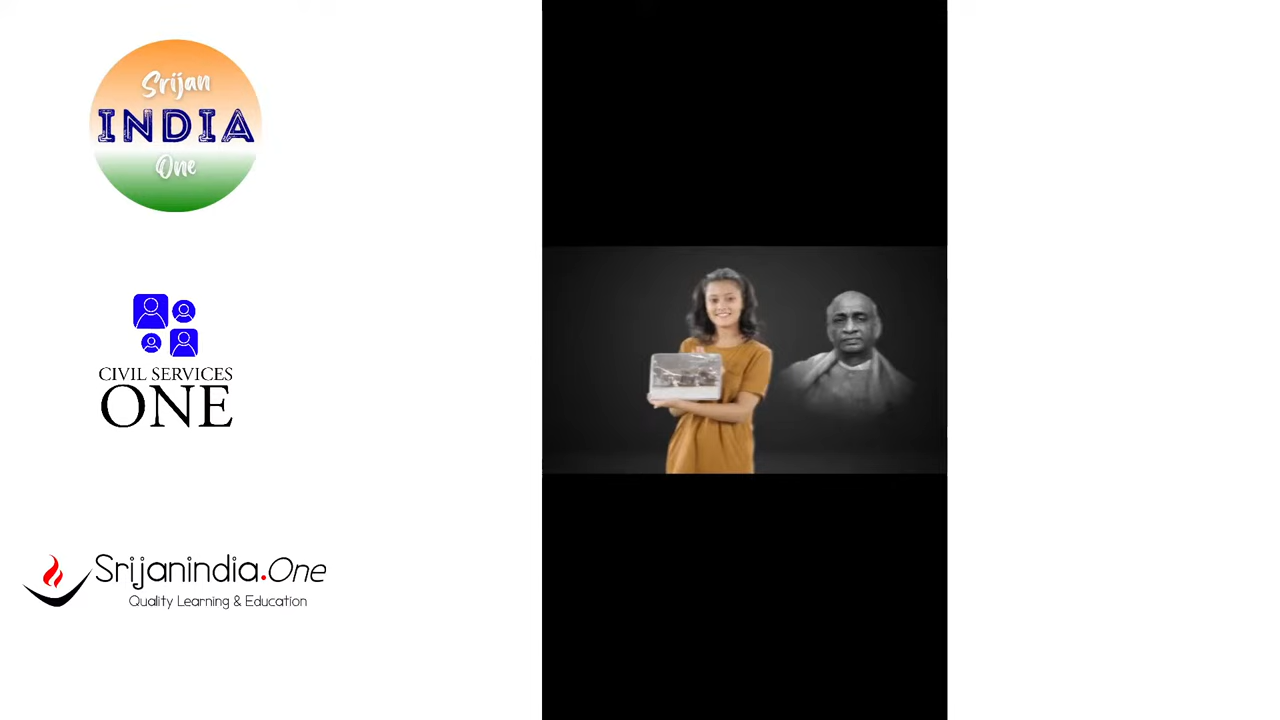 Srijan
INDIA
One
CIVIL SERVICES
ONE
Srijanindia.One
Quality Learning & Education